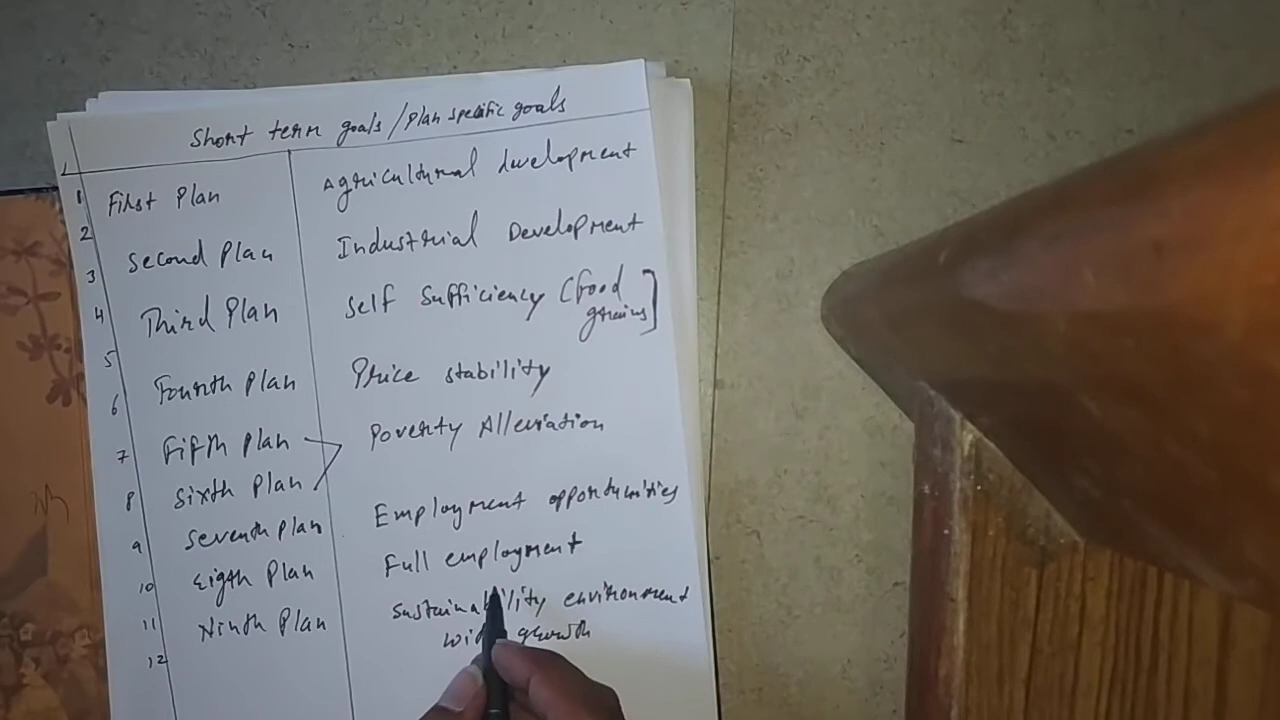 Short term goals/Plan specific goals
1 First Plan Agricultural development
2 Second Plan Industrial Development
3 Third Plan Self Sufficiency [food
4 grains]
5 Fourth Plan Price stability
6 Fifth Plan Poverty Alleviation
7 Sixth Plan
8 Seventh Plan Employment opportunities
9 Eigth Plan Full employment
10 Ninth Plan Sustainability environment
11 growth
12